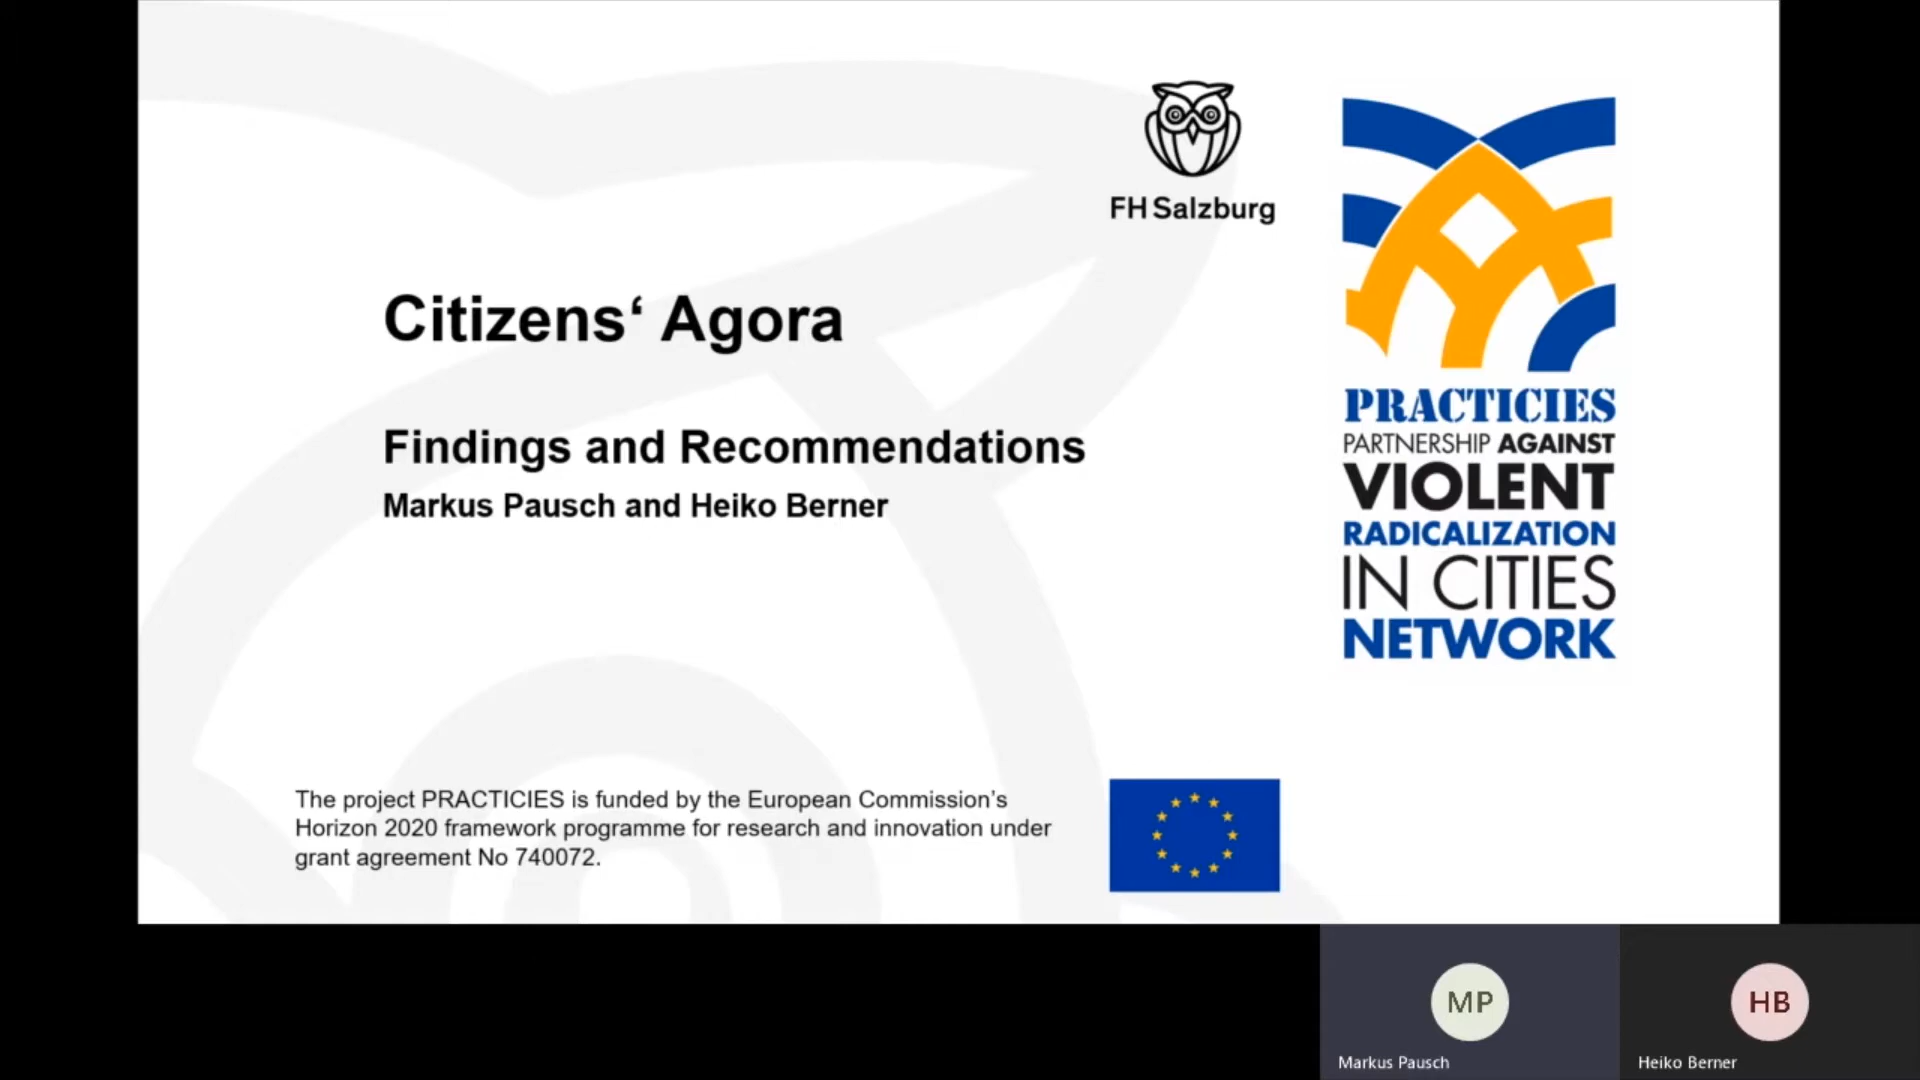 FH Salzburg
Citizens‘ Agora
Findings and Recommendations
Markus Pausch and Heiko Berner
PRACTICIES
PARTNERSHIP AGAINST
VIOLENT
RADICALIZATION
IN CITIES
NETWORK
The project PRACTICIES is funded by the European Commission’s
Horizon 2020 framework programme for research and innovation under
grant agreement No 740072.
MP
Markus Pausch
HB
Heiko Berner